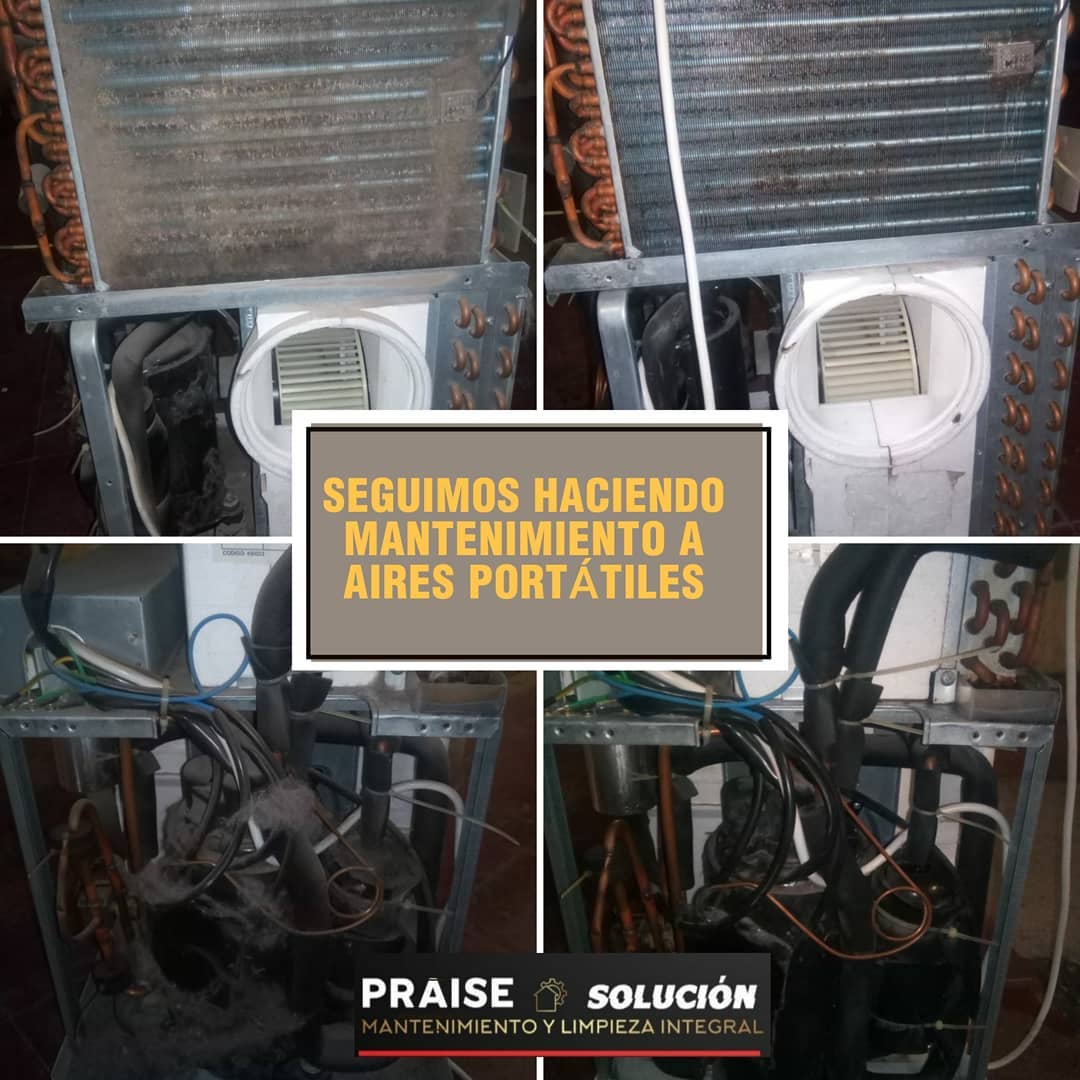 SEGUIMOS HACIENDO
MANTENIMIENTO A
AIRES PORTÁTILES
PRAISE SOLUCIÓN
MANTENIMIENTO Y LIMPIEZA INTEGRAL